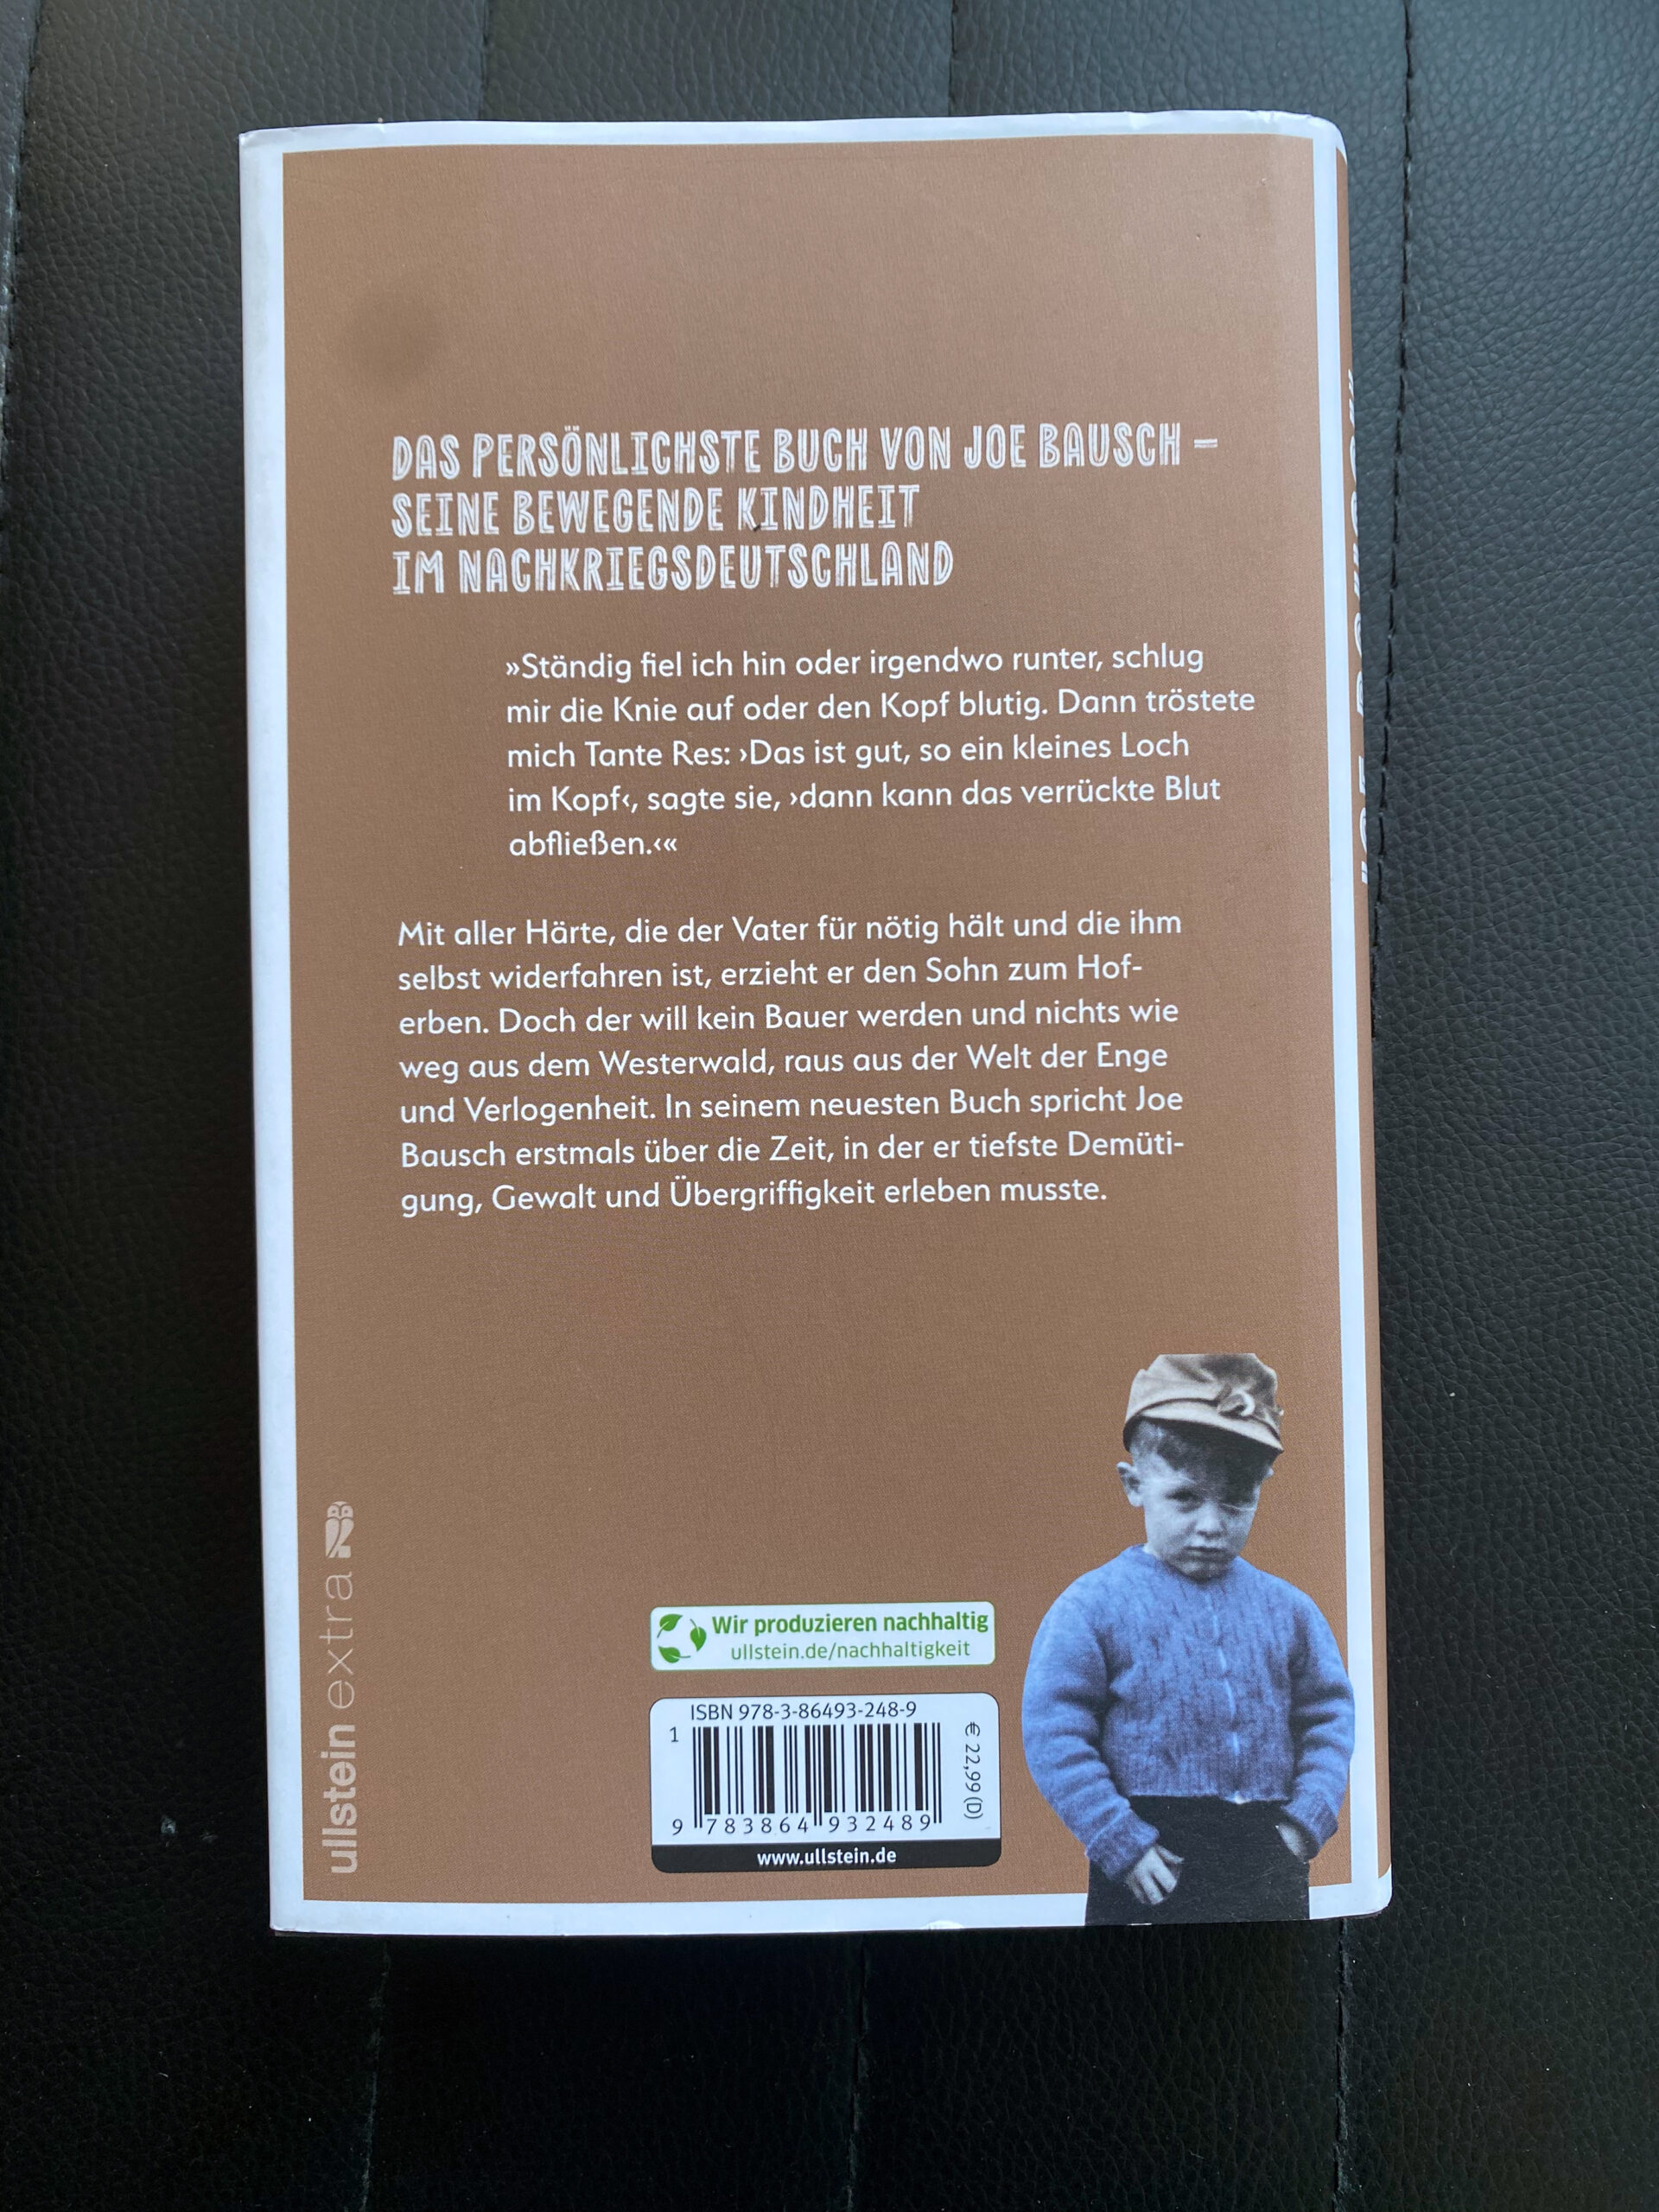 DAS PERSÖNLICHSTE BUCH VON JOE BAUSCH –
SEINE BEWEGENDE KINDHEIT
IM NACHKRIEGSDEUTSCHLAND
»Ständig fiel ich hin oder irgendwo runter, schlug
mir die Knie auf oder den Kopf blutig. Dann tröstete
mich Tante Res: ›Das ist gut, so ein kleines Loch
im Kopf‹, sagte sie, ›dann kann das verrückte Blut
abfließen.‹«
Mit aller Härte, die der Vater für nötig hält und die ihm
selbst widerfahren ist, erzieht er den Sohn zum Hof-
erben. Doch der will kein Bauer werden und nichts wie
weg aus dem Westerwald, raus aus der Welt der Enge
und Verlogenheit. In seinem neuesten Buch spricht Joe
Bausch erstmals über die Zeit, in der er tiefste Demüti-
gung, Gewalt und Übergriffigkeit erleben musste.
ullstein extra
Wir produzieren nachhaltig
ullstein.de/nachhaltigkeit
ISBN 978-3-86493-248-9
1
€ 22,99 (D)
9 783864 932489
www.ullstein.de
JOE BAUSCH